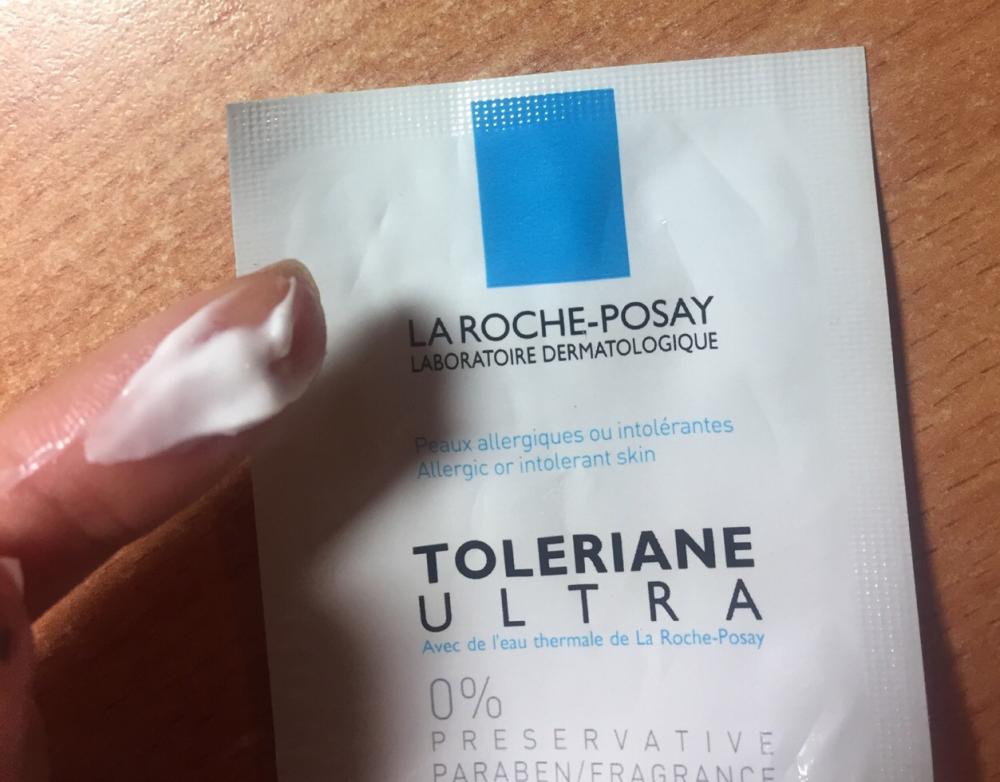 LA ROCHE-POSAY
LABORATOIRE DERMATOLOGIQUE
Peaux allergiques ou intolérantes
Allergic or intolerant skin
TOLERIANE
ULTRA
Avec de l'eau thermale de La Roche-Posay
0%
PRESERVATIVE
PARABEN/FRAGRANCE